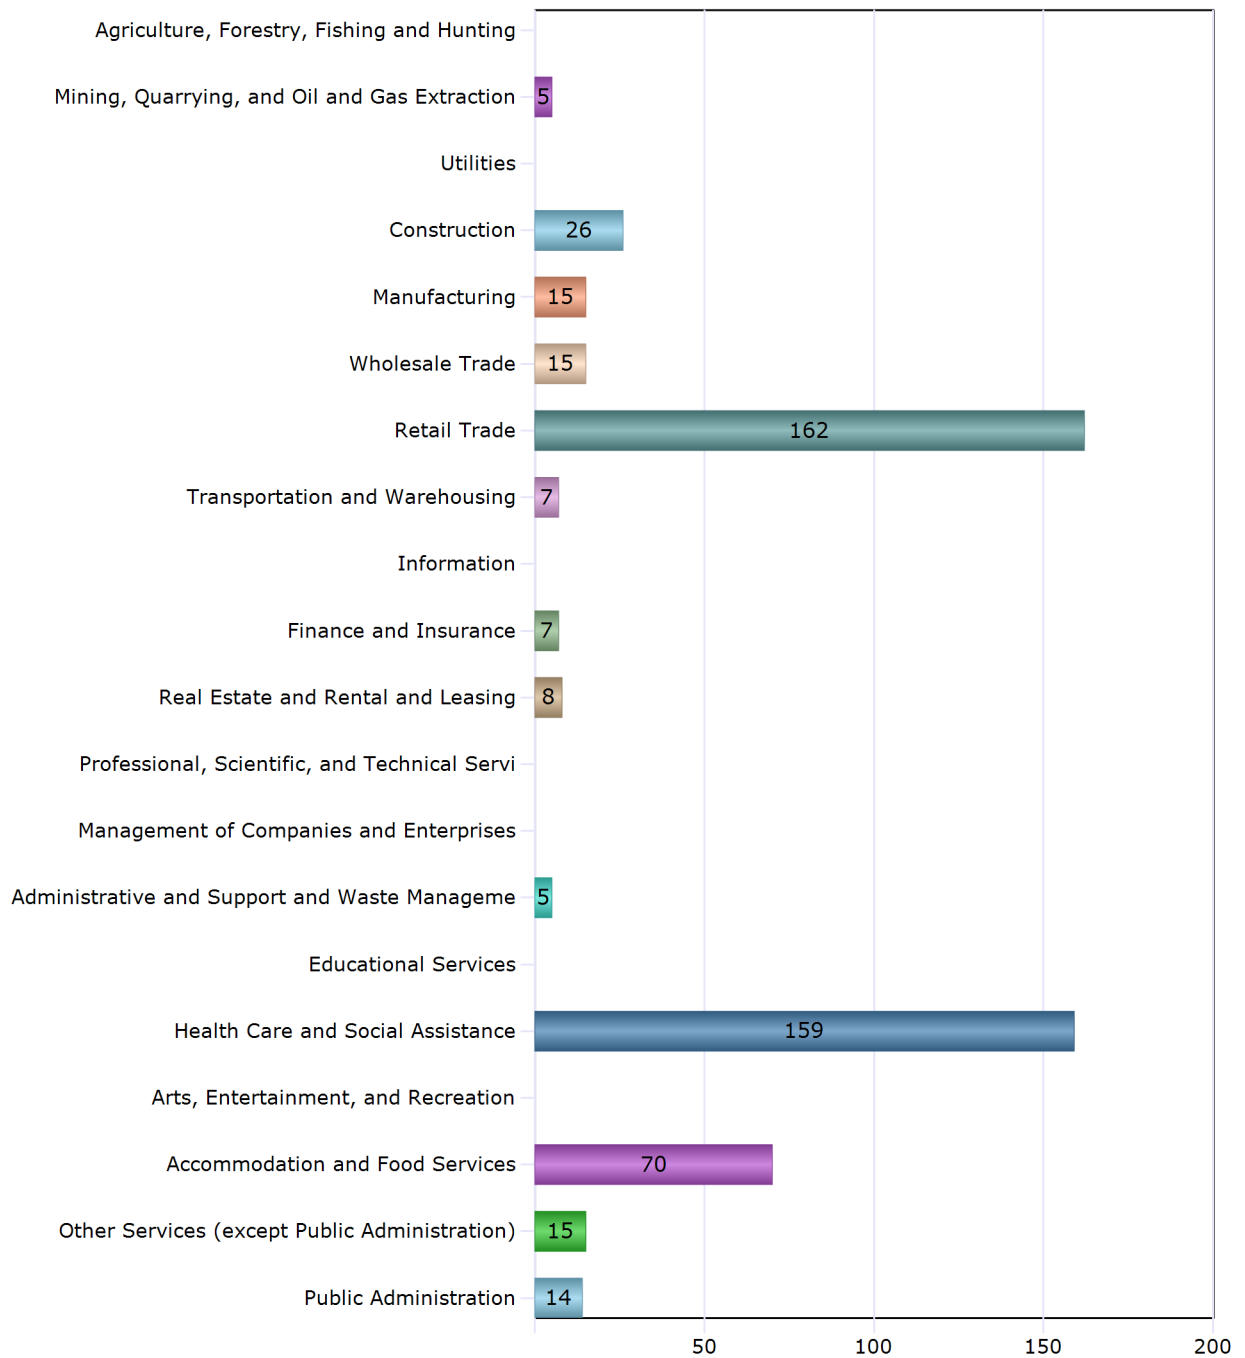 Agriculture, Forestry, Fishing and Hunting
Mining, Quarrying, and Oil and Gas Extraction 5
Utilities
Construction 26
Manufacturing 15
Wholesale Trade 15
Retail Trade 162
Transportation and Warehousing 7
Information
Finance and Insurance 7
Real Estate and Rental and Leasing 8
Professional, Scientific, and Technical Servi
Management of Companies and Enterprises
Administrative and Support and Waste Manageme 5
Educational Services
Health Care and Social Assistance 159
Arts, Entertainment, and Recreation
Accommodation and Food Services 70
Other Services (except Public Administration) 15
Public Administration 14
50 100 150 200